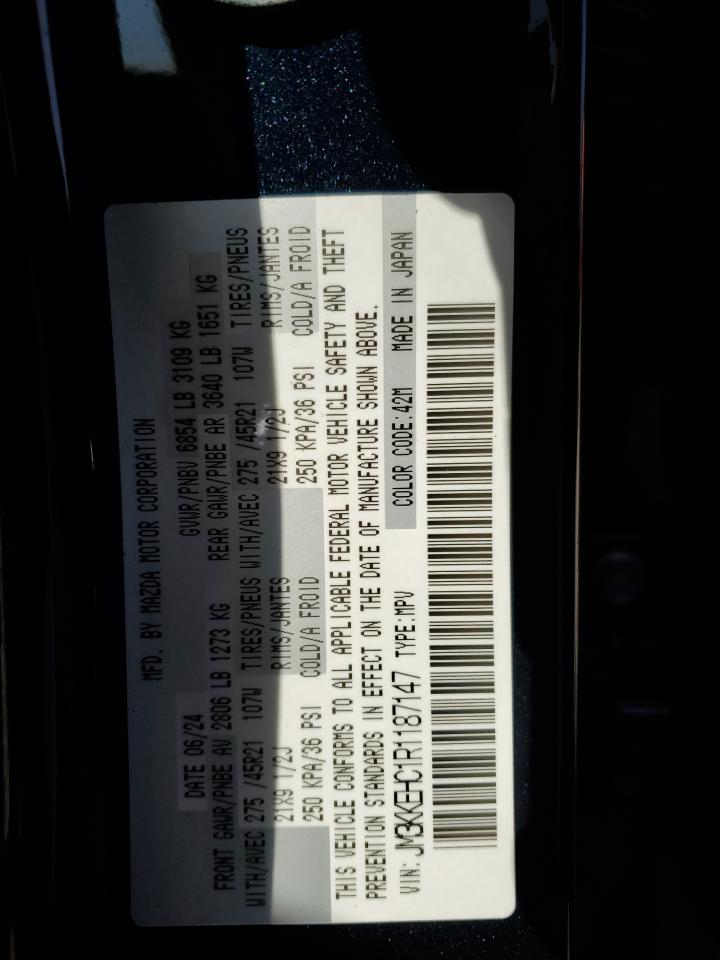 MFD. BY MAZDA MOTOR CORPORATION
DATE 06/24 GVWR/PNBV 6854 LB 3109 KG
FRONT GAWR/PNBE AV 2806 LB 1273 KG REAR GAWR/PNBE AR 3640 LB 1651 KG
WITH/AVEC 275 /45R21 107W TIRES/PNEUS WITH/AVEC 275 /45R21 107W TIRES/PNEUS
21X9 1/2J RIMS/JANTES 21X9 1/2J RIMS/JANTES
250 KPA/36 PSI COLD/A FROID 250 KPA/36 PSI COLD/A FROID
THIS VEHICLE CONFORMS TO ALL APPLICABLE FEDERAL MOTOR VEHICLE SAFETY AND THEFT
PREVENTION STANDARDS IN EFFECT ON THE DATE OF MANUFACTURE SHOWN ABOVE.
VIN: JM3KKEHC1R1187147 TYPE:MPV COLOR CODE:42M MADE IN JAPAN